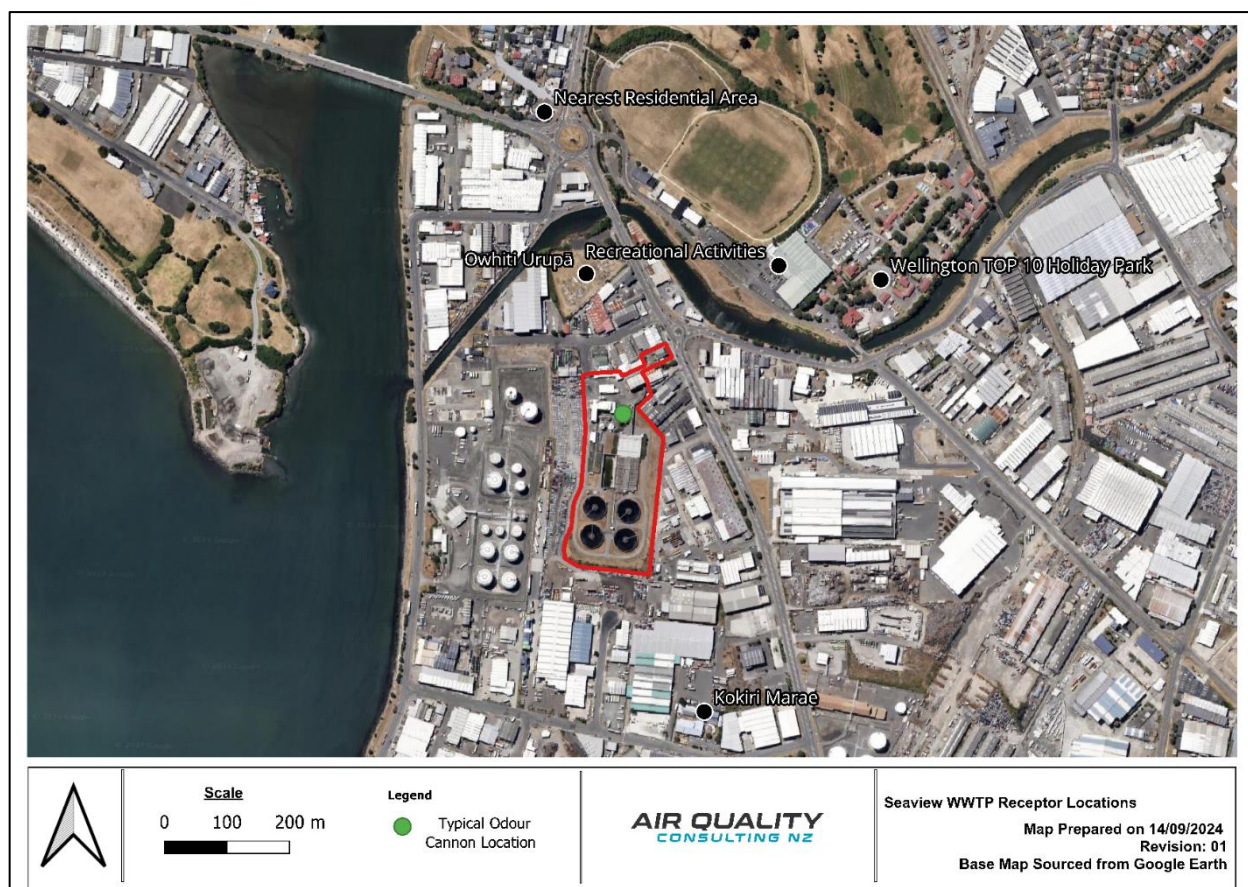 Nearest Residential Area
Owhiti Urupā
Recreational Activities
Wellington TOP 10 Holiday Park
Kokiri Marae
Scale
0 100 200 m
Legend
Typical Odour
Cannon Location
AIR QUALITY
CONSULTING NZ
Seaview WWTP Receptor Locations
Map Prepared on 14/09/2024
Revision: 01
Base Map Sourced from Google Earth